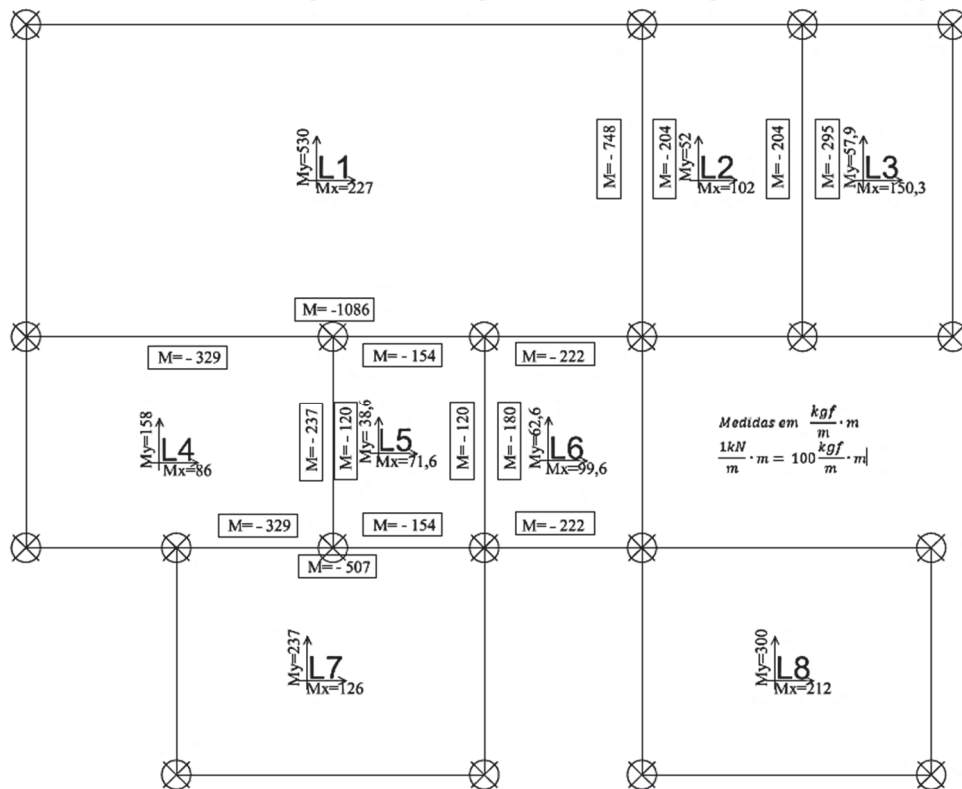 My=530
L1
Mx=227
M= - 748
M= - 204
My=52
L2
Mx=102
M= - 204
M= - 295
My=57,9
L3
Mx=150,3
M= -1086
M= - 329
M= - 154
M= - 222
My=158
L4
Mx=86
M= - 237
M= - 120
My= 38,6
L5
Mx=71,6
M= - 120
M= - 180
My=62,6
L6
Mx=99,6
Medidas em kgf/m · m
1kN/m · m = 100 kgf/m · m
M= - 329
M= - 154
M= - 222
M= - 507
My=237
L7
Mx=126
My=300
L8
Mx=212